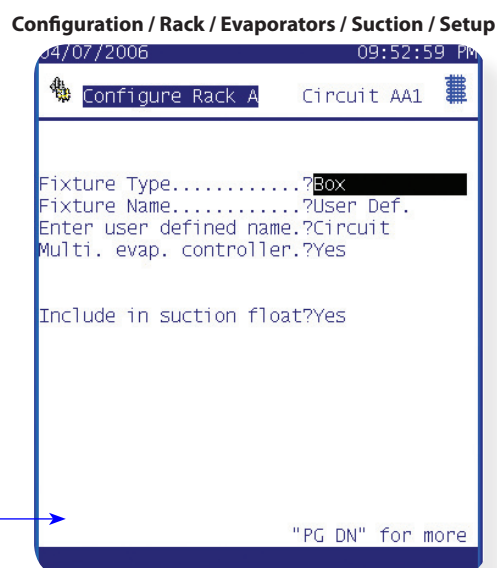 Configuration / Rack / Evaporators / Suction / Setup
04/07/2006 09:52:59 PM
Configure Rack A Circuit AA1
Fixture Type............?Box
Fixture Name............?User Def.
Enter user defined name.?Circuit
Multi. evap. controller.?Yes
Include in suction float?Yes
"PG DN" for more